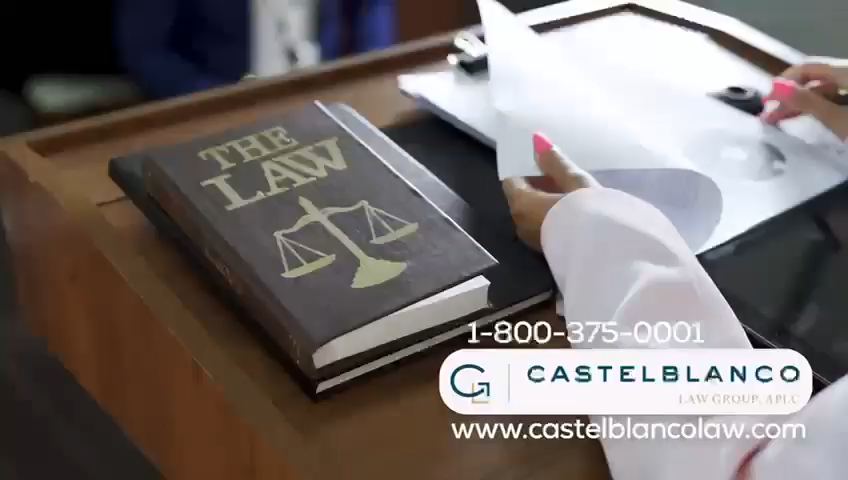 THE
LAW
1-800-375-0001
CASTELBLANCO
LAW GROUP, APLC
www.castelblancolaw.com